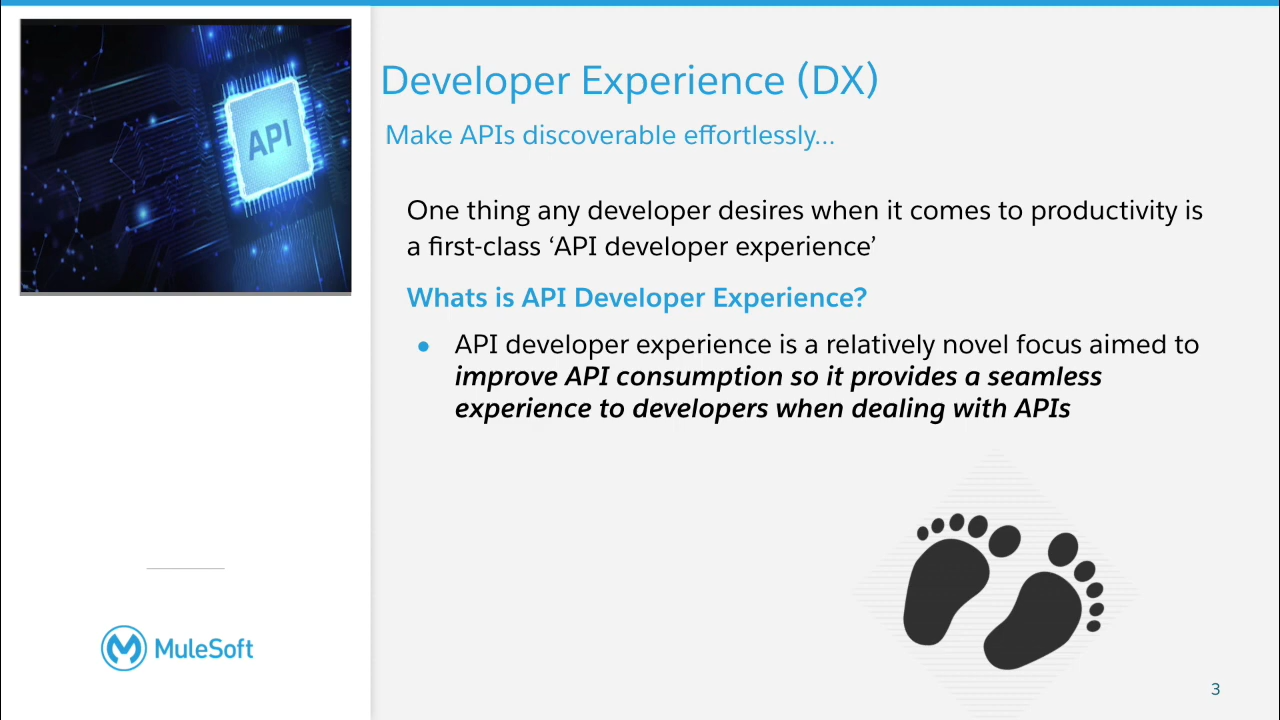 API
Developer Experience (DX)
Make APIs discoverable effortlessly...
One thing any developer desires when it comes to productivity is
a first-class ‘API developer experience’
Whats is API Developer Experience?
● API developer experience is a relatively novel focus aimed to
improve API consumption so it provides a seamless
experience to developers when dealing with APIs
MuleSoft
3